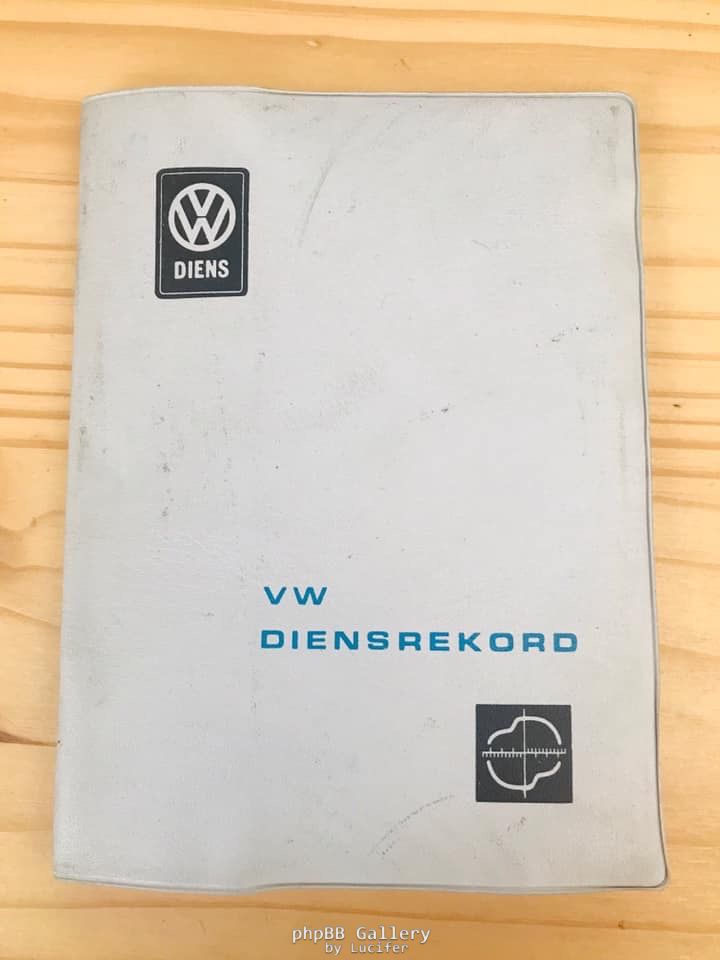 VW
DIENS
VW
DIENSREKORD
phpBB Gallery
by Lucifer